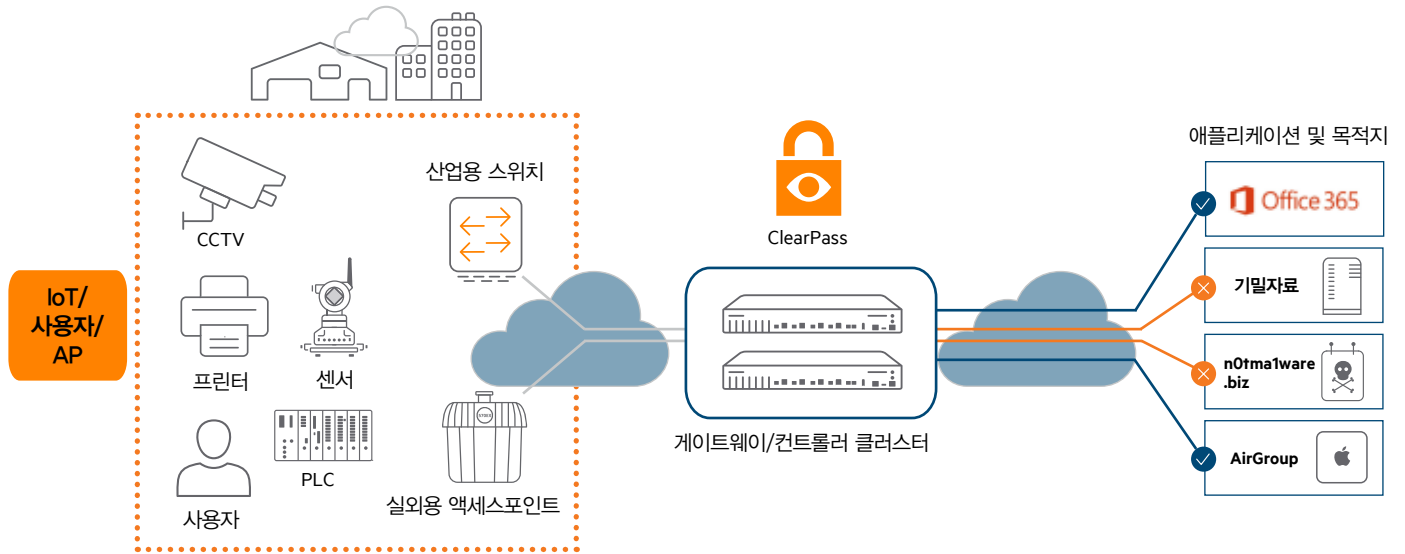 IoT/
사용자/
AP
CCTV
프린터
센서
사용자
PLC
산업용 스위치
실외용 액세스포인트
ClearPass
게이트웨이/컨트롤러 클러스터
애플리케이션 및 목적지
Office 365
기밀자료
n0tma1ware
.biz
AirGroup